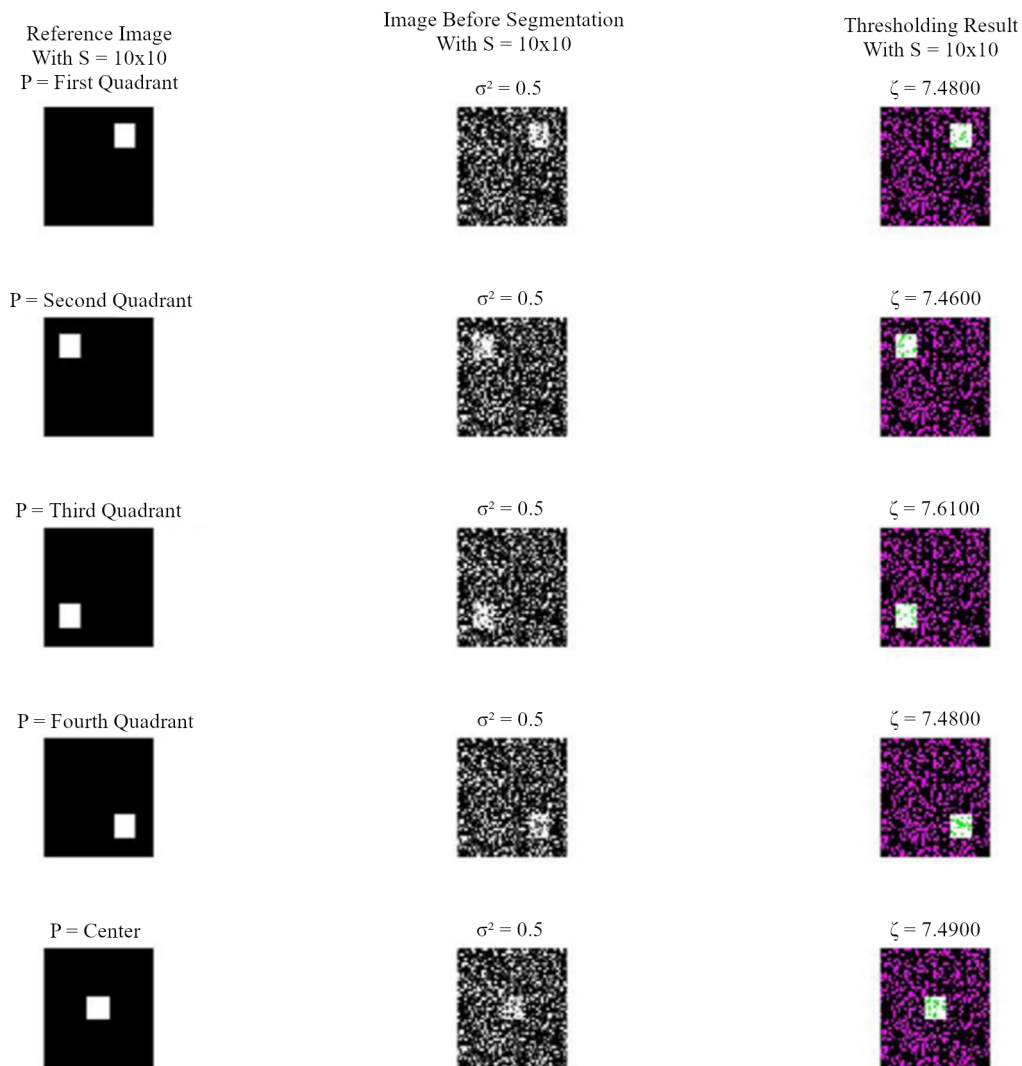 Reference Image
With S = 10x10
P = First Quadrant
Image Before Segmentation
With S = 10x10
σ² = 0.5
Thresholding Result
With S = 10x10
ζ = 7.4800
P = Second Quadrant
σ² = 0.5
ζ = 7.4600
P = Third Quadrant
σ² = 0.5
ζ = 7.6100
P = Fourth Quadrant
σ² = 0.5
ζ = 7.4800
P = Center
σ² = 0.5
ζ = 7.4900